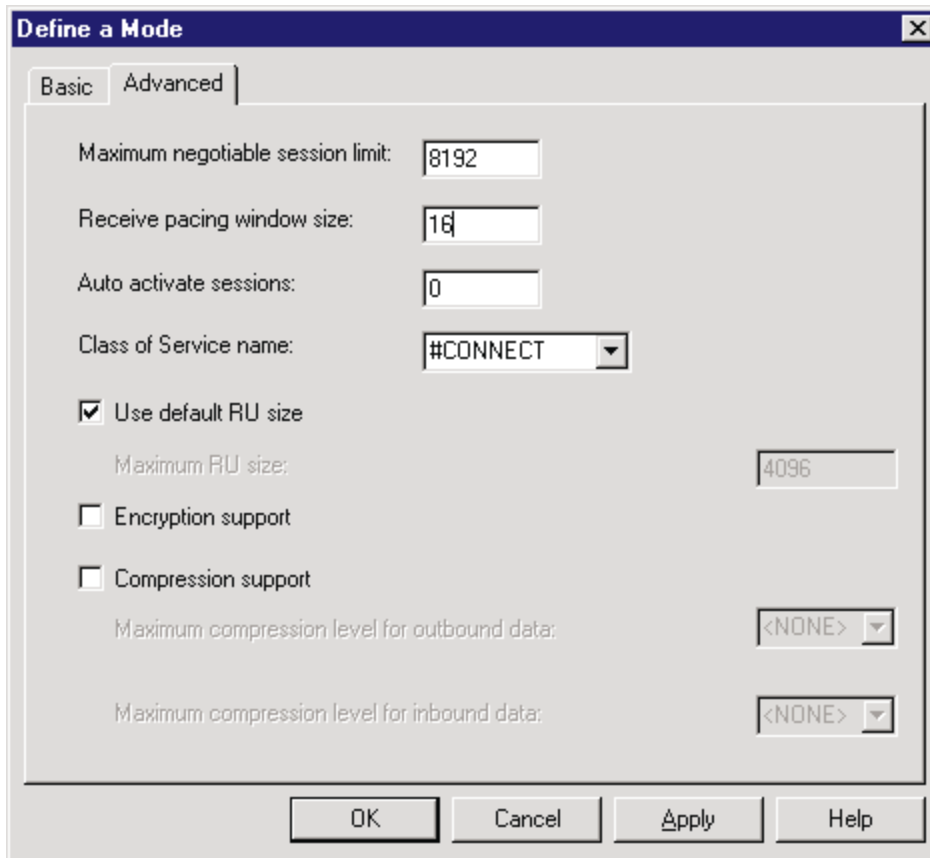 Define a Mode
Basic Advanced
Maximum negotiable session limit: 8192
Receive pacing window size: 16
Auto activate sessions: 0
Class of Service name: #CONNECT
Use default RU size
Maximum RU size: 4096
Encryption support
Compression support
Maximum compression level for outbound data: <NONE>
Maximum compression level for inbound data: <NONE>
OK Cancel Apply Help